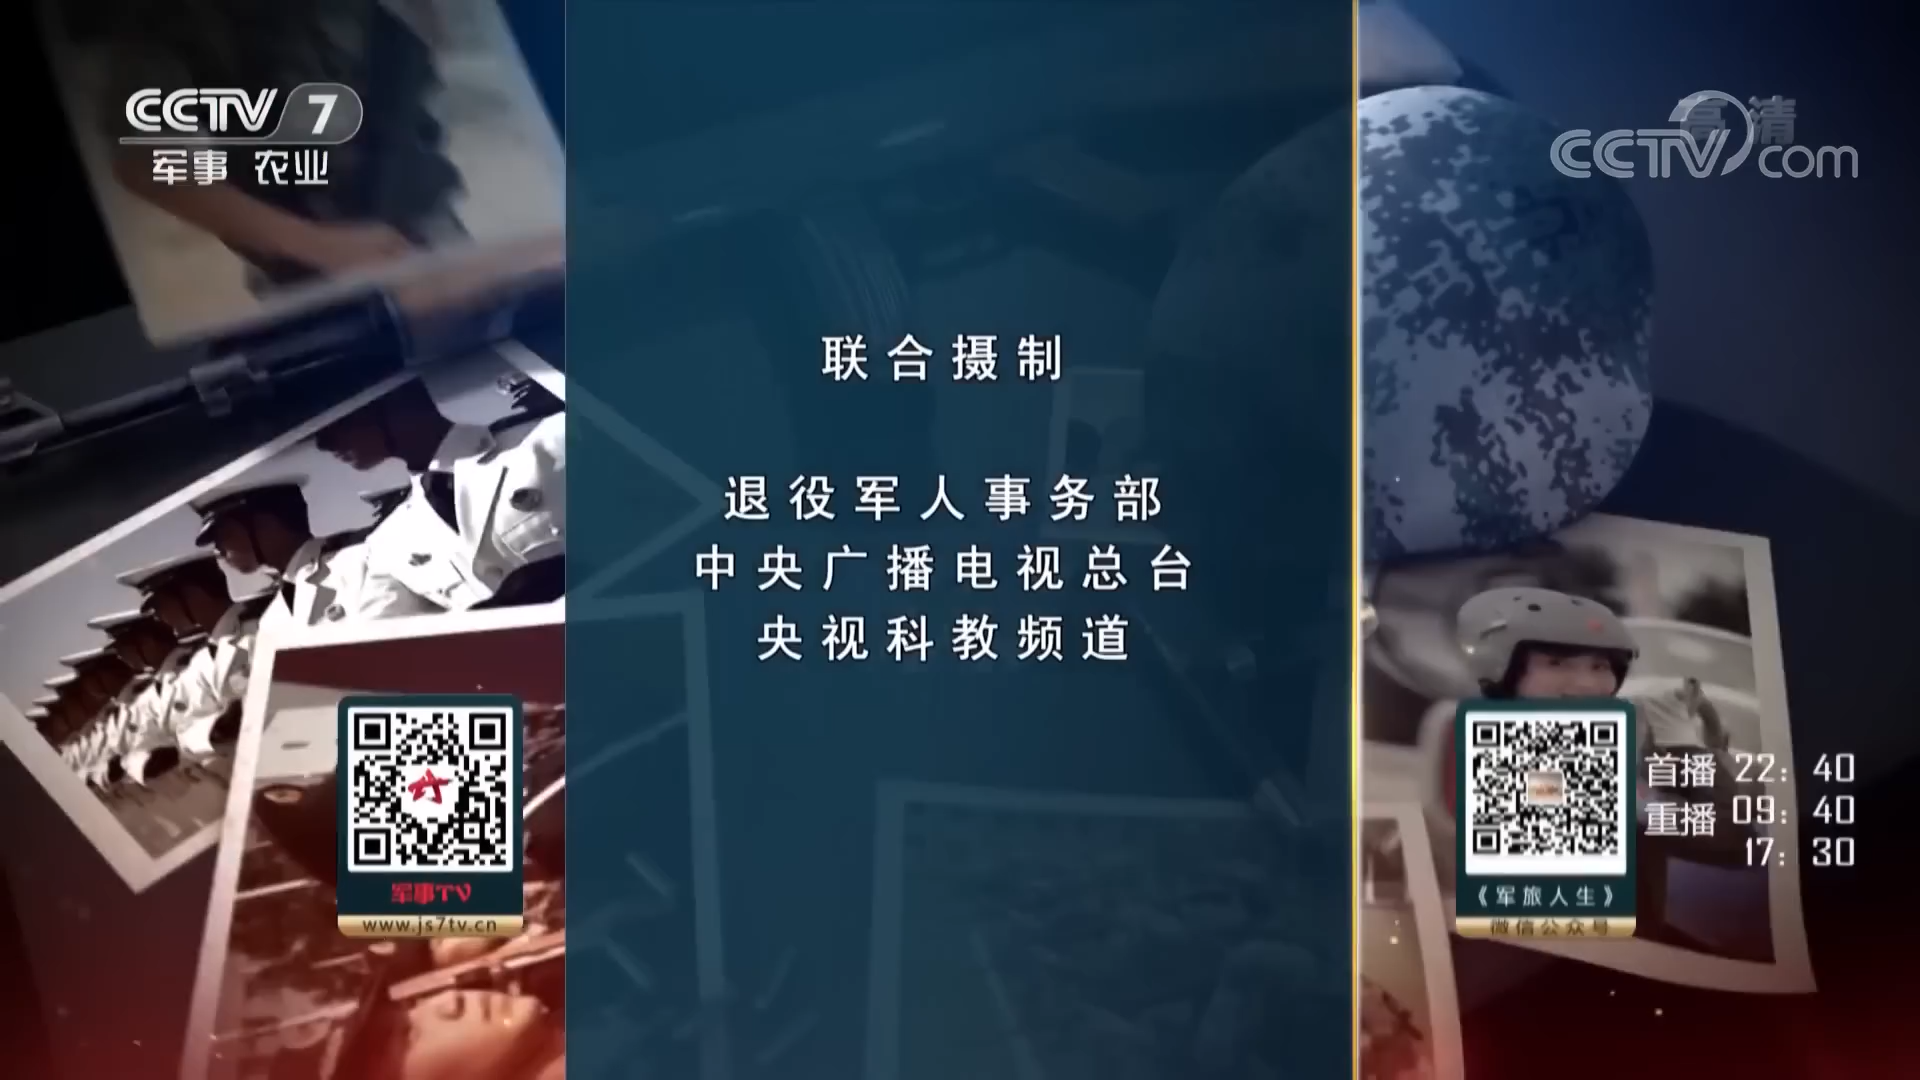 CCTV 7
军事 农业
高清
CCTV.com
联合摄制
退役军人事务部
中央广播电视总台
央视科教频道
军事TV
www.js7tv.cn
《军旅人生》
微信公众号
首播 22:40
重播 09:40
17:30